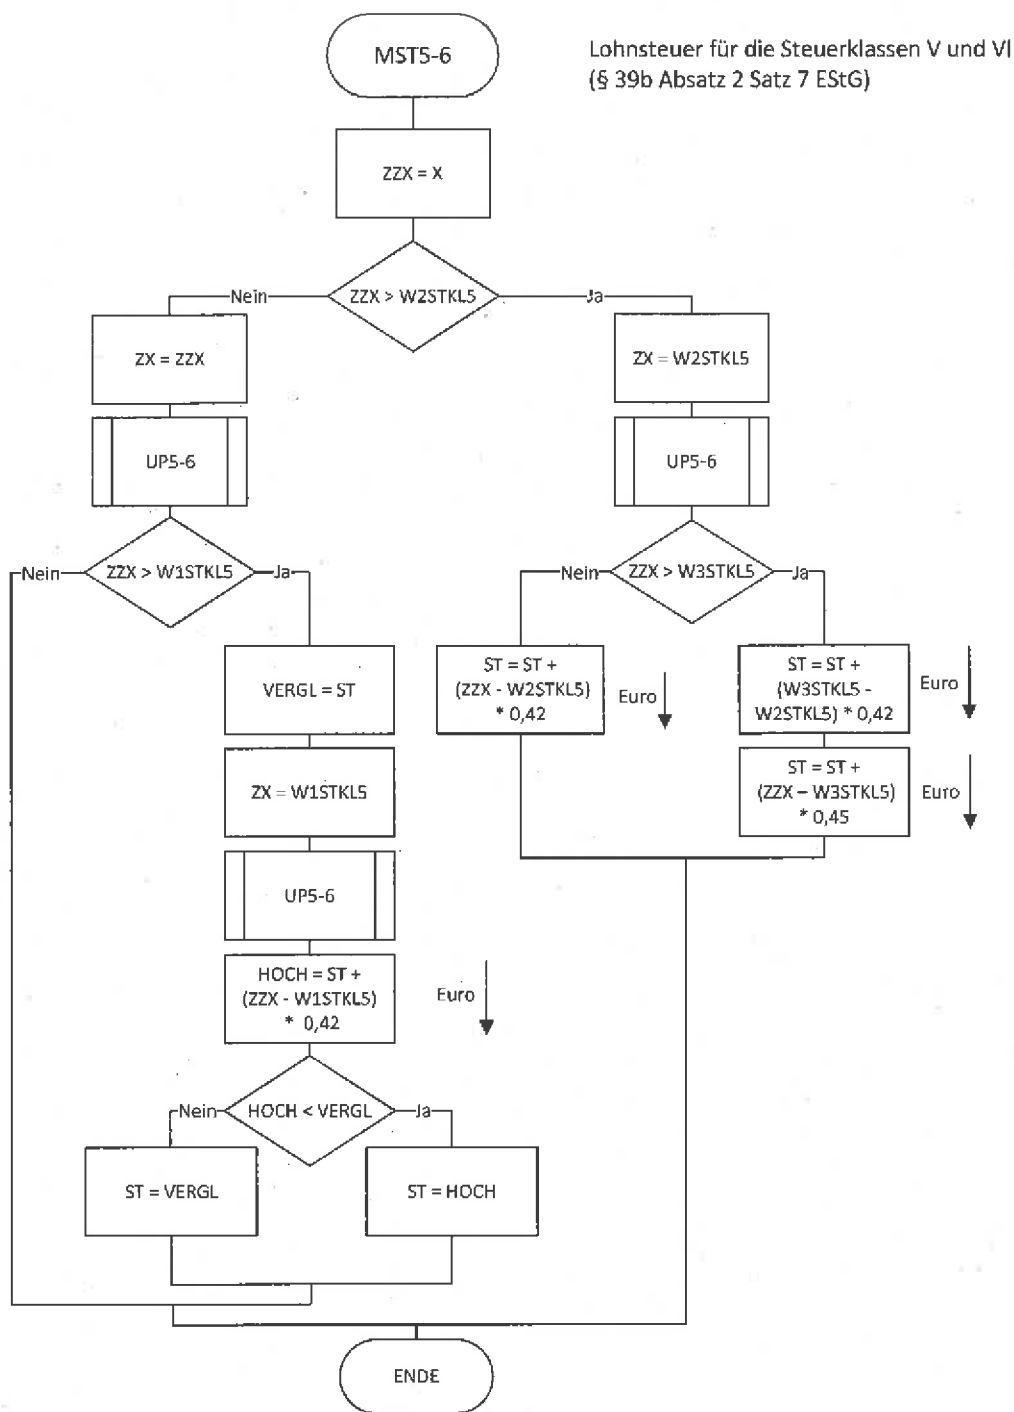 MST5-6
Lohnsteuer für die Steuerklassen V und VI
(§ 39b Absatz 2 Satz 7 EStG)
ZZX = X
ZZX > W2STKL5
Nein
Ja
ZX = ZZX
ZX = W2STKL5
UP5-6
UP5-6
Nein
ZZX > W1STKL5
Ja
Nein
ZZX > W3STKL5
Ja
VERGL = ST
ST = ST +
(ZZX - W2STKL5)
* 0,42
Euro
ST = ST +
(W3STKL5 -
W2STKL5) * 0,42
Euro
ZX = W1STKL5
ST = ST +
(ZZX – W3STKL5)
* 0,45
Euro
UP5-6
HOCH = ST +
(ZZX - W1STKL5)
* 0,42
Euro
Nein
HOCH < VERGL
Ja
ST = VERGL
ST = HOCH
ENDE